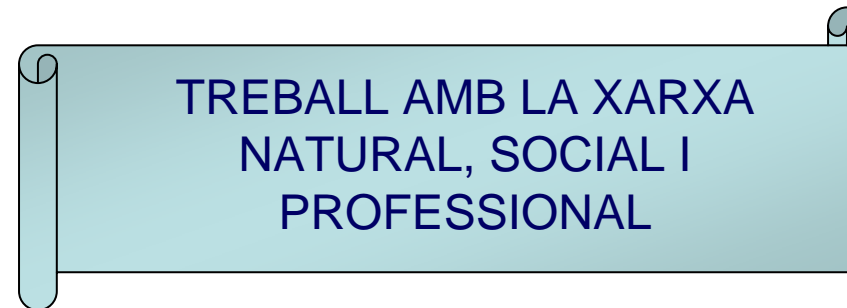 TREBALL AMB LA XARXA
NATURAL, SOCIAL I
PROFESSIONAL